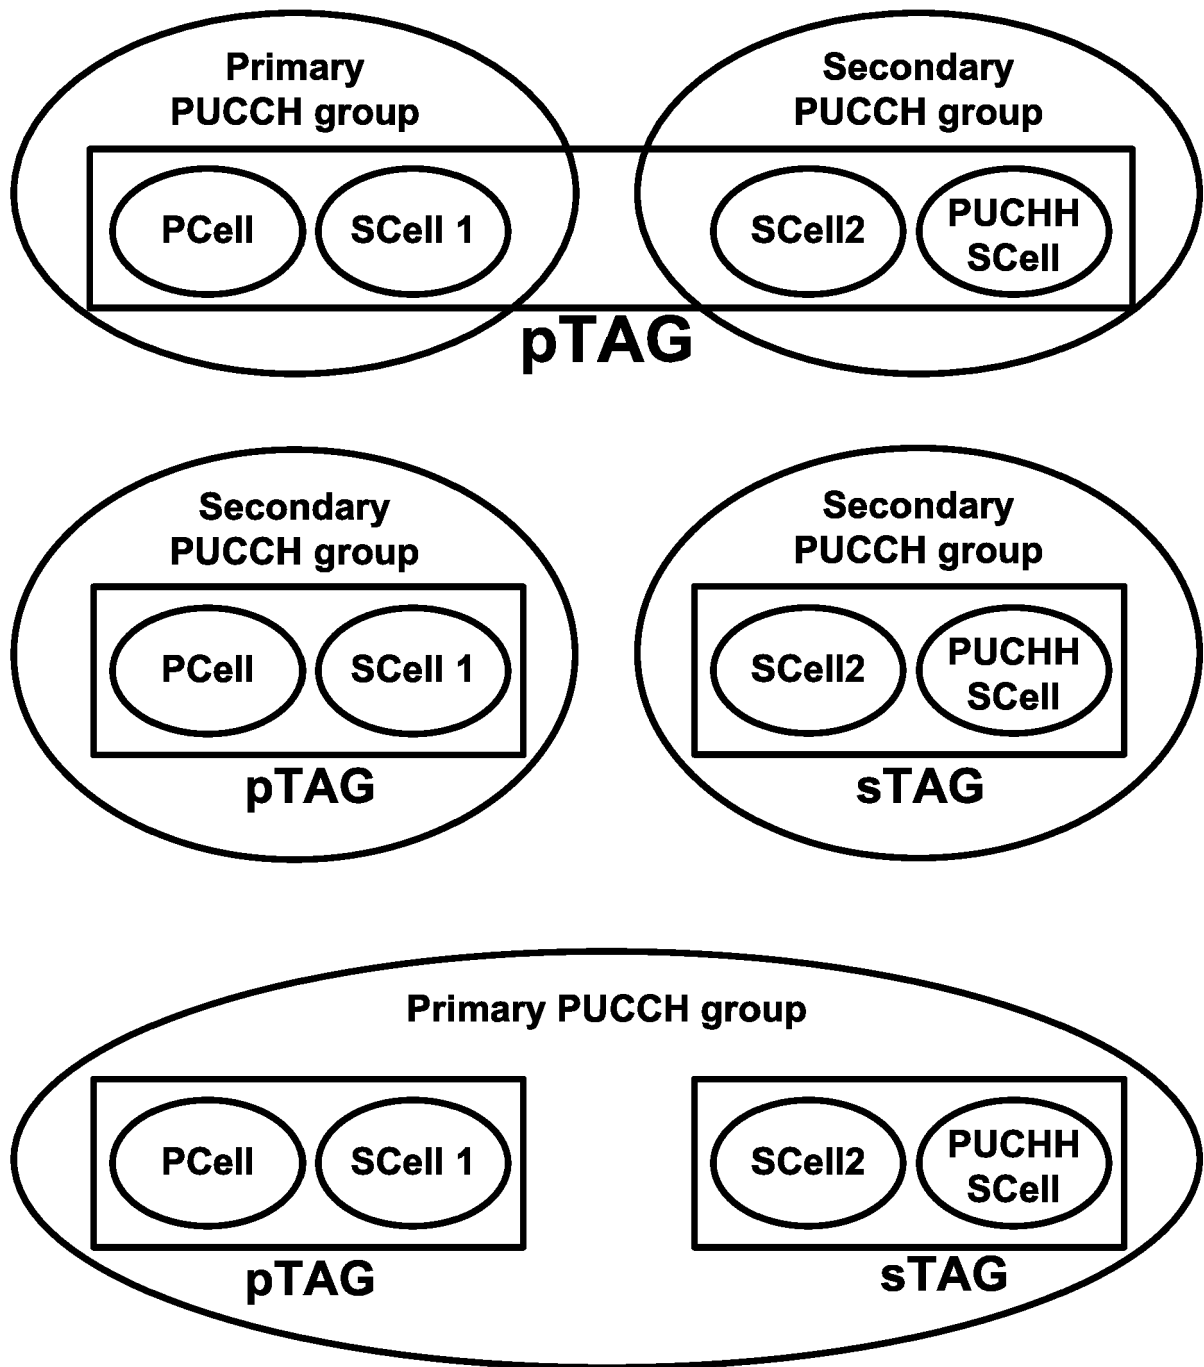 Primary
PUCCH group
Secondary
PUCCH group
PCell
SCell 1
SCell2
PUCHH
SCell
pTAG
Secondary
PUCCH group
Secondary
PUCCH group
PCell
SCell 1
SCell2
PUCHH
SCell
pTAG
sTAG
Primary PUCCH group
PCell
SCell 1
SCell2
PUCHH
SCell
pTAG
sTAG